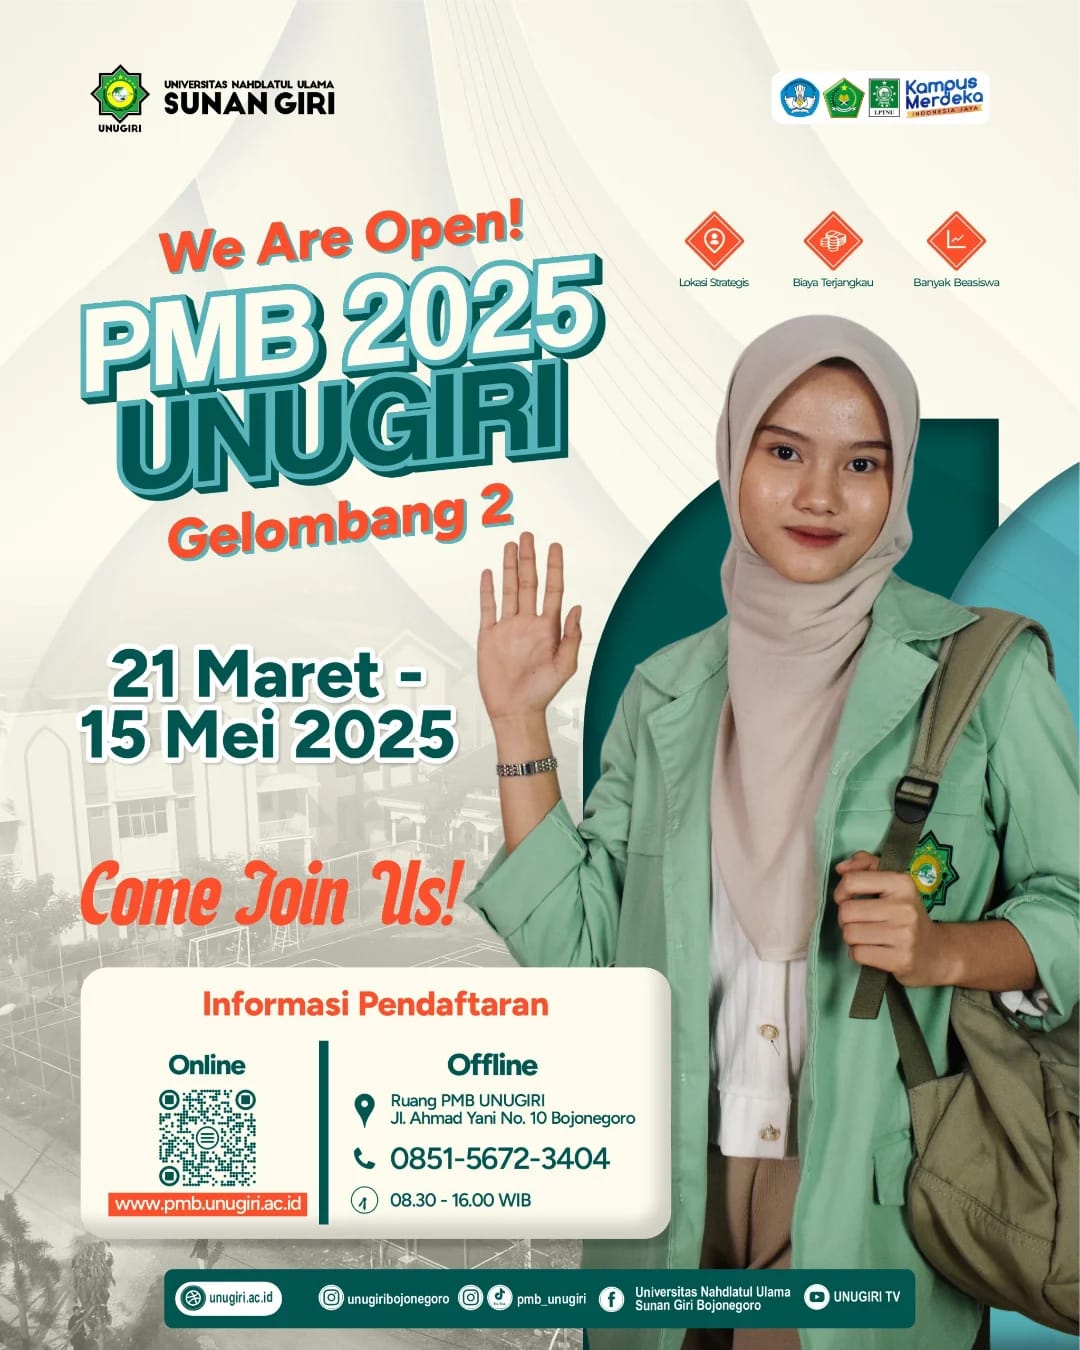 UNUGIRI
UNIVERSITAS NAHDLATUL ULAMA
SUNAN GIRI
LPTNU
Kampus
Merdeka
INDONESIA JAYA
We Are Open!
PMB 2025
UNUGIRI
Gelombang 2
Lokasi Strategis
Biaya Terjangkau
Banyak Beasiswa
21 Maret -
15 Mei 2025
Come Join Us!
Informasi Pendaftaran
Online
www.pmb.unugiri.ac.id
Offline
Ruang PMB UNUGIRI
Jl. Ahmad Yani No. 10 Bojonegoro
0851-5672-3404
08.30 - 16.00 WIB
unugiri.ac.id
unugiribojonegoro
pmb_unugiri
Universitas Nahdlatul Ulama
Sunan Giri Bojonegoro
UNUGIRI TV